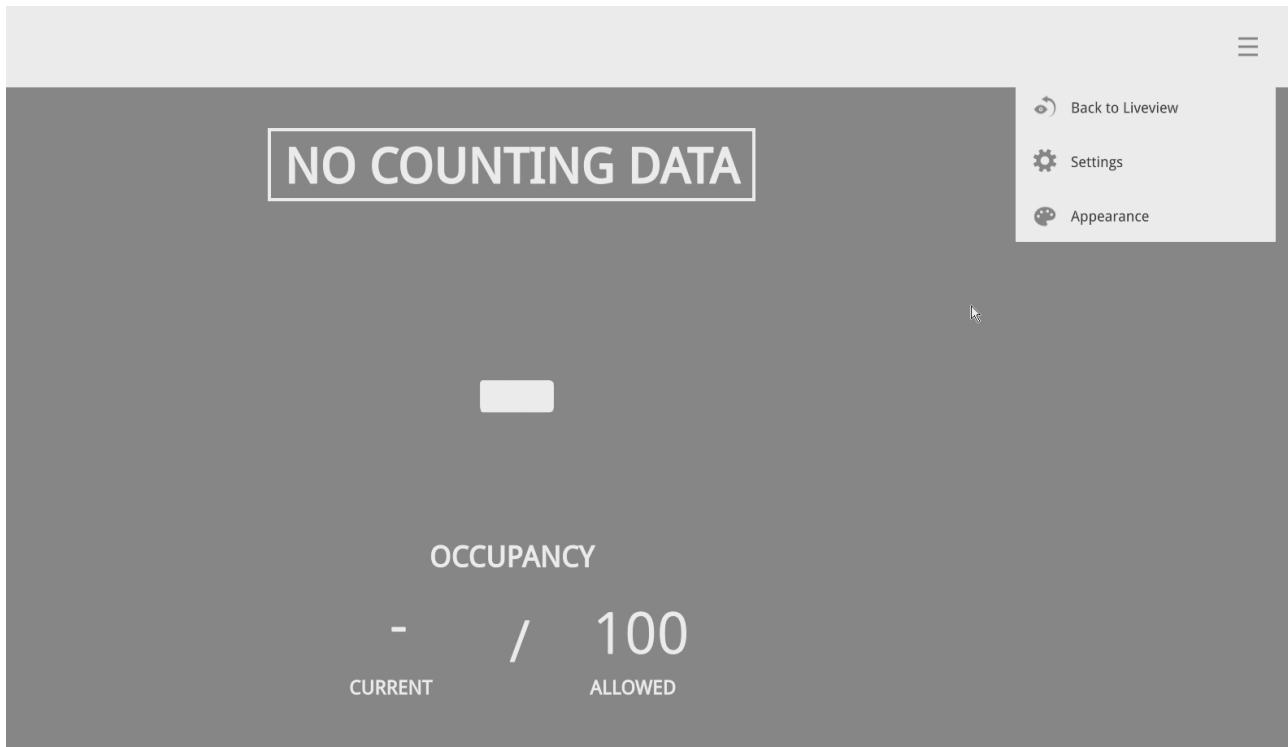 Back to Liveview
NO COUNTING DATA
Settings
Appearance
OCCUPANCY
- / 100
CURRENT ALLOWED